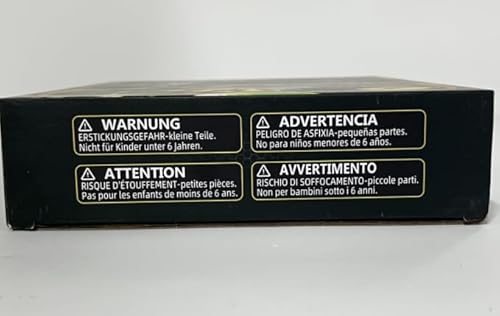 ⚠ WARNUNG
ERSTICKUNGSGEFAHR-kleine Teile.
Nicht für Kinder unter 6 Jahren.
⚠ ADVERTENCIA
PELIGRO DE ASFIXIA-pequeñas partes.
No para niños menores de 6 años.
⚠ ATTENTION
RISQUE D'ÉTOUFFEMENT-petites pièces.
Pas pour les enfants de moins de 6 ans.
⚠ AVVERTIMENTO
RISCHIO DI SOFFOCAMENTO-piccole parti.
Non per bambini sotto i 6 anni.